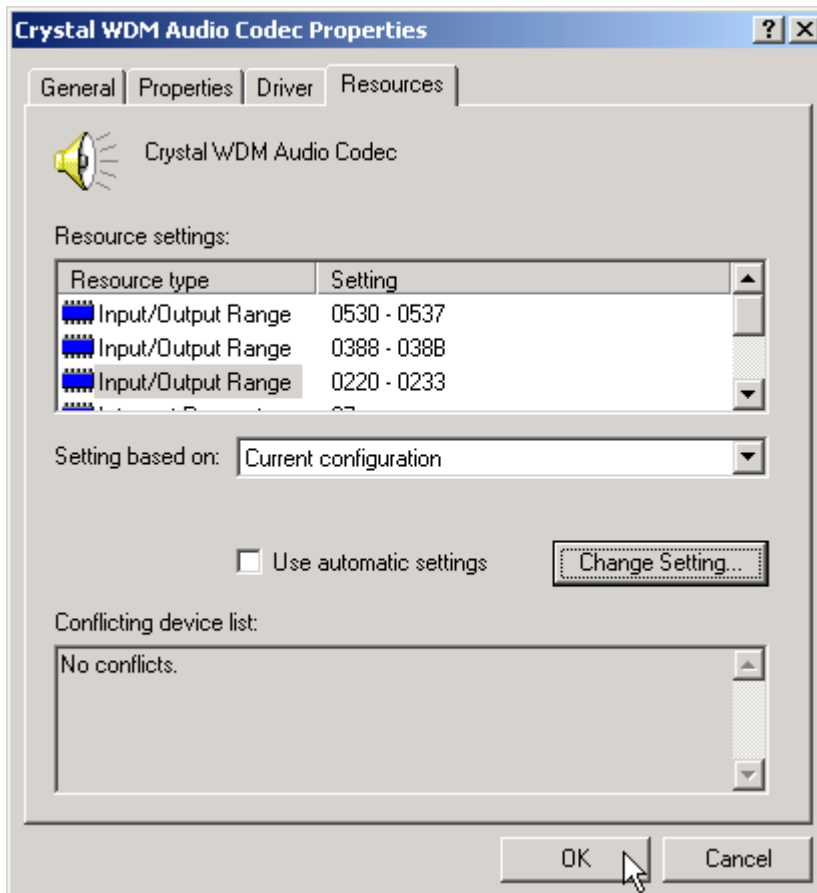 Crystal WDM Audio Codec Properties
General Properties Driver Resources
Crystal WDM Audio Codec
Resource settings:
Resource type Setting
Input/Output Range 0530 - 0537
Input/Output Range 0388 - 038B
Input/Output Range 0220 - 0233
Setting based on: Current configuration
Use automatic settings Change Setting...
Conflicting device list:
No conflicts.
OK Cancel